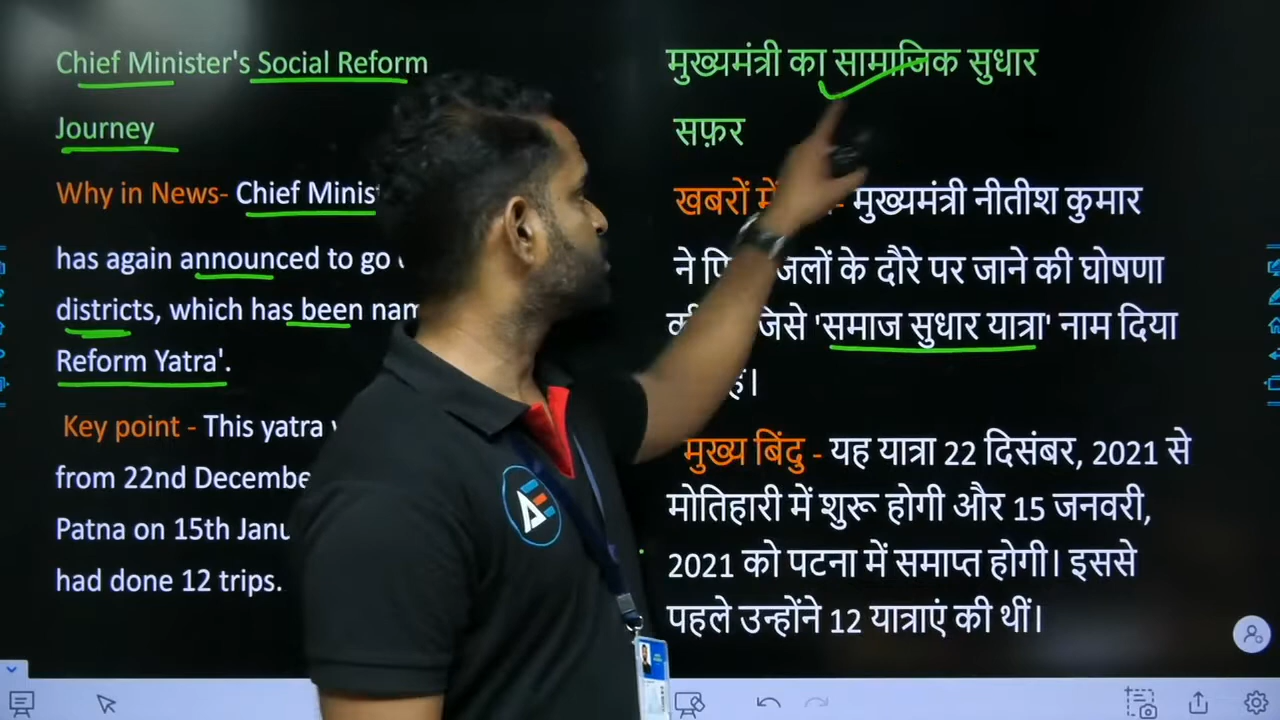 Chief Minister's Social Reform
Journey
Why in News- Chief Minis
has again announced to go
districts, which has been nam
Reform Yatra'.
Key point - This yatra
from 22nd Decembe
Patna on 15th Janu
had done 12 trips.
मुख्यमंत्री का सामाजिक सुधार
सफ़र
खबरों में - मुख्यमंत्री नीतीश कुमार
ने जिलों के दौरे पर जाने की घोषणा
जिसे 'समाज सुधार यात्रा' नाम दिया
है।
मुख्य बिंदु - यह यात्रा 22 दिसंबर, 2021 से
मोतिहारी में शुरू होगी और 15 जनवरी,
2021 को पटना में समाप्त होगी। इससे
पहले उन्होंने 12 यात्राएं की थीं।